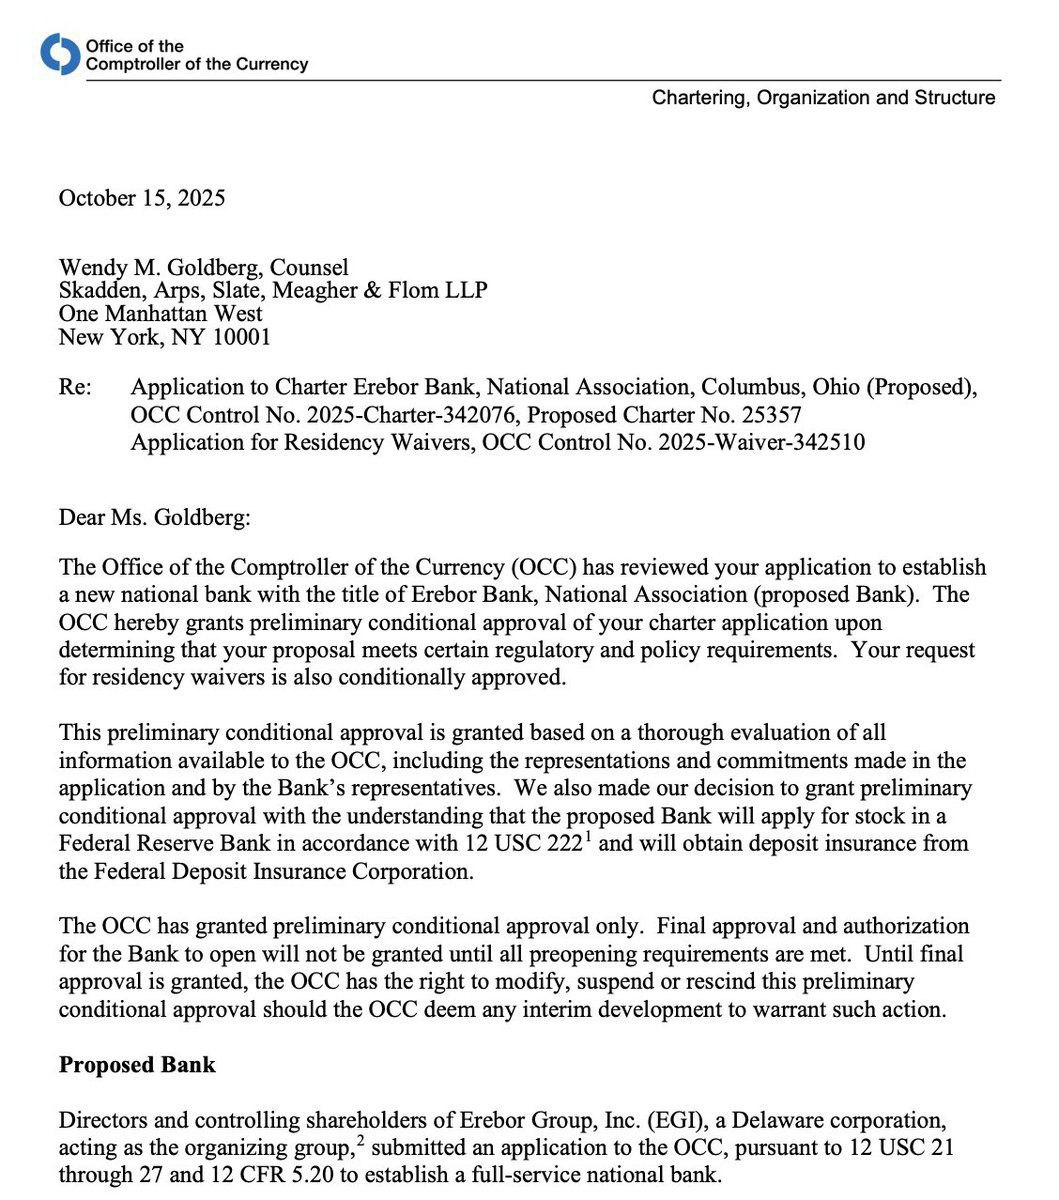 Office of the
Comptroller of the Currency
Chartering, Organization and Structure
October 15, 2025
Wendy M. Goldberg, Counsel
Skadden, Arps, Slate, Meagher & Flom LLP
One Manhattan West
New York, NY 10001
Re: Application to Charter Erebor Bank, National Association, Columbus, Ohio (Proposed),
OCC Control No. 2025-Charter-342076, Proposed Charter No. 25357
Application for Residency Waivers, OCC Control No. 2025-Waiver-342510
Dear Ms. Goldberg:
The Office of the Comptroller of the Currency (OCC) has reviewed your application to establish
a new national bank with the title of Erebor Bank, National Association (proposed Bank). The
OCC hereby grants preliminary conditional approval of your charter application upon
determining that your proposal meets certain regulatory and policy requirements. Your request
for residency waivers is also conditionally approved.
This preliminary conditional approval is granted based on a thorough evaluation of all
information available to the OCC, including the representations and commitments made in the
application and by the Bank's representatives. We also made our decision to grant preliminary
conditional approval with the understanding that the proposed Bank will apply for stock in a
Federal Reserve Bank in accordance with 12 USC 222¹ and will obtain deposit insurance from
the Federal Deposit Insurance Corporation.
The OCC has granted preliminary conditional approval only. Final approval and authorization
for the Bank to open will not be granted until all preopening requirements are met. Until final
approval is granted, the OCC has the right to modify, suspend or rescind this preliminary
conditional approval should the OCC deem any interim development to warrant such action.
Proposed Bank
Directors and controlling shareholders of Erebor Group, Inc. (EGI), a Delaware corporation,
acting as the organizing group,² submitted an application to the OCC, pursuant to 12 USC 21
through 27 and 12 CFR 5.20 to establish a full-service national bank.